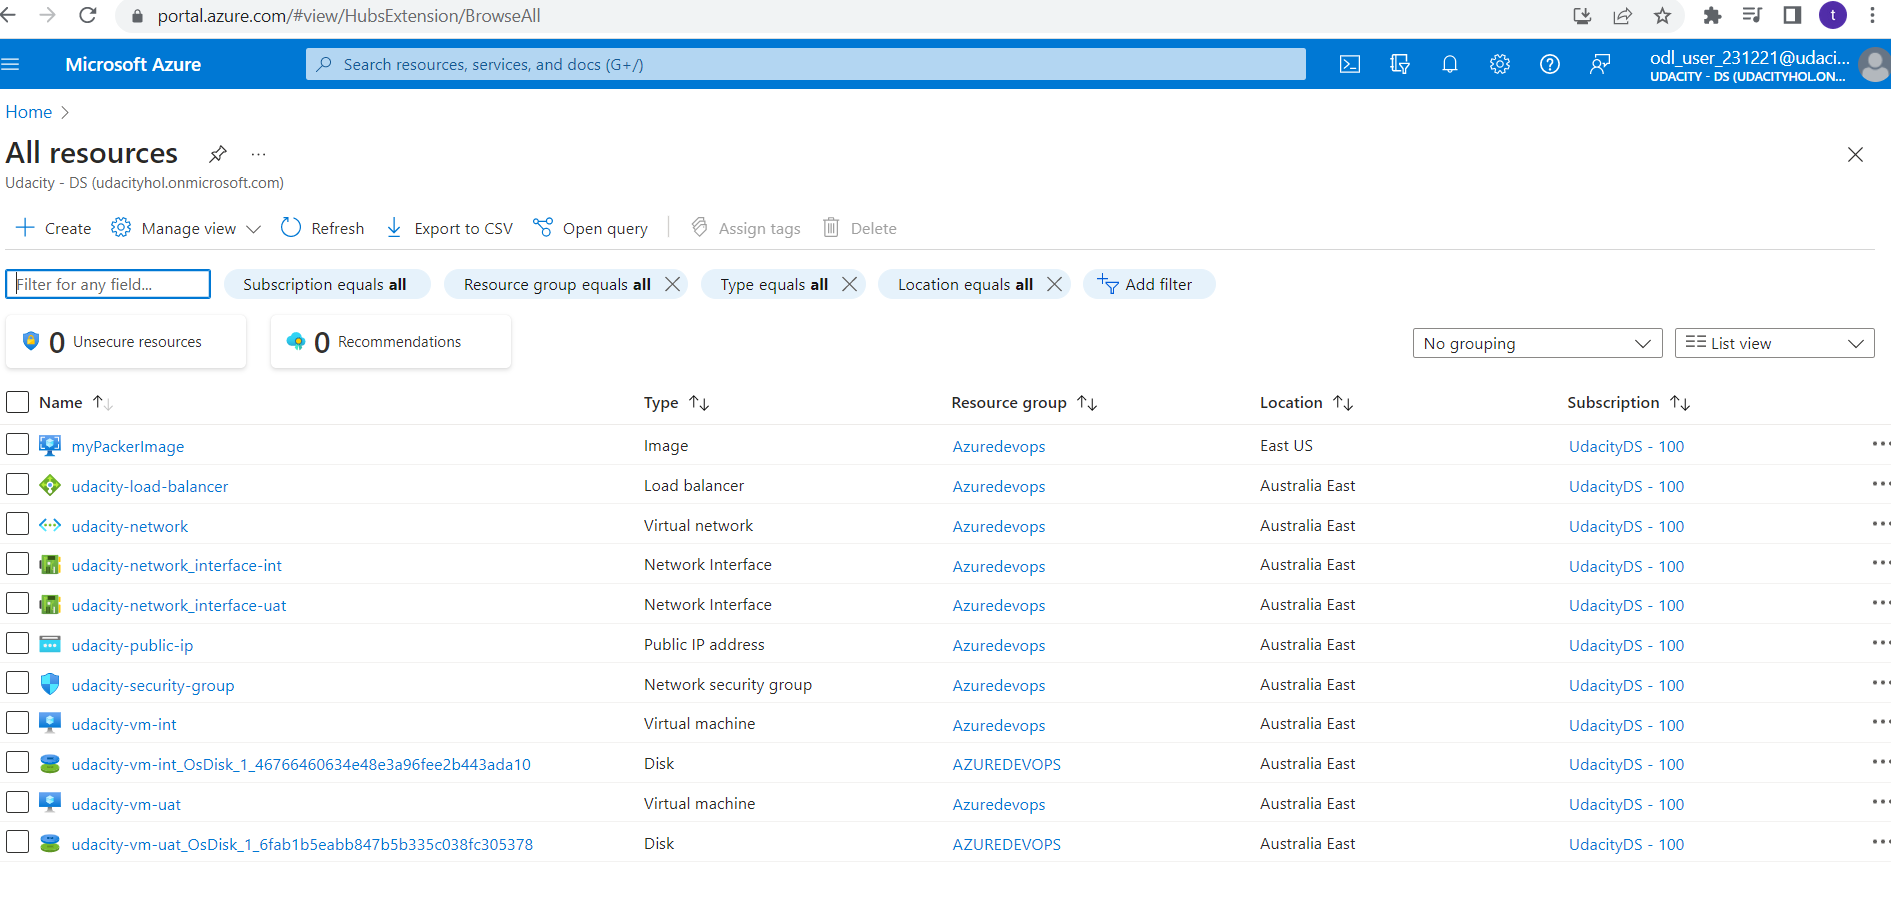 portal.azure.com/#view/HubsExtension/BrowseAll
t
Microsoft Azure
Search resources, services, and docs (G+/)
odl_user_231221@udaci...
UDACITY - DS (UDACITYHOL.ON...
Home
All resources
...
Udacity - DS (udacityhol.onmicrosoft.com)
Create Manage view Refresh Export to CSV Open query Assign tags Delete
Filter for any field... Subscription equals all Resource group equals all Type equals all Location equals all Add filter
0 Unsecure resources 0 Recommendations No grouping List view
Name Type Resource group Location Subscription
myPackerImage Image Azuredevops East US UdacityDS - 100 ...
udacity-load-balancer Load balancer Azuredevops Australia East UdacityDS - 100 ...
udacity-network Virtual network Azuredevops Australia East UdacityDS - 100 ...
udacity-network_interface-int Network Interface Azuredevops Australia East UdacityDS - 100 ...
udacity-network_interface-uat Network Interface Azuredevops Australia East UdacityDS - 100 ...
udacity-public-ip Public IP address Azuredevops Australia East UdacityDS - 100 ...
udacity-security-group Network security group Azuredevops Australia East UdacityDS - 100 ...
udacity-vm-int Virtual machine Azuredevops Australia East UdacityDS - 100 ...
udacity-vm-int_OsDisk_1_46766460634e48e3a96fee2b443ada10 Disk AZUREDEVOPS Australia East UdacityDS - 100 ...
udacity-vm-uat Virtual machine Azuredevops Australia East UdacityDS - 100 ...
udacity-vm-uat_OsDisk_1_6fab1b5eabb847b5b335c038fc305378 Disk AZUREDEVOPS Australia East UdacityDS - 100 ...